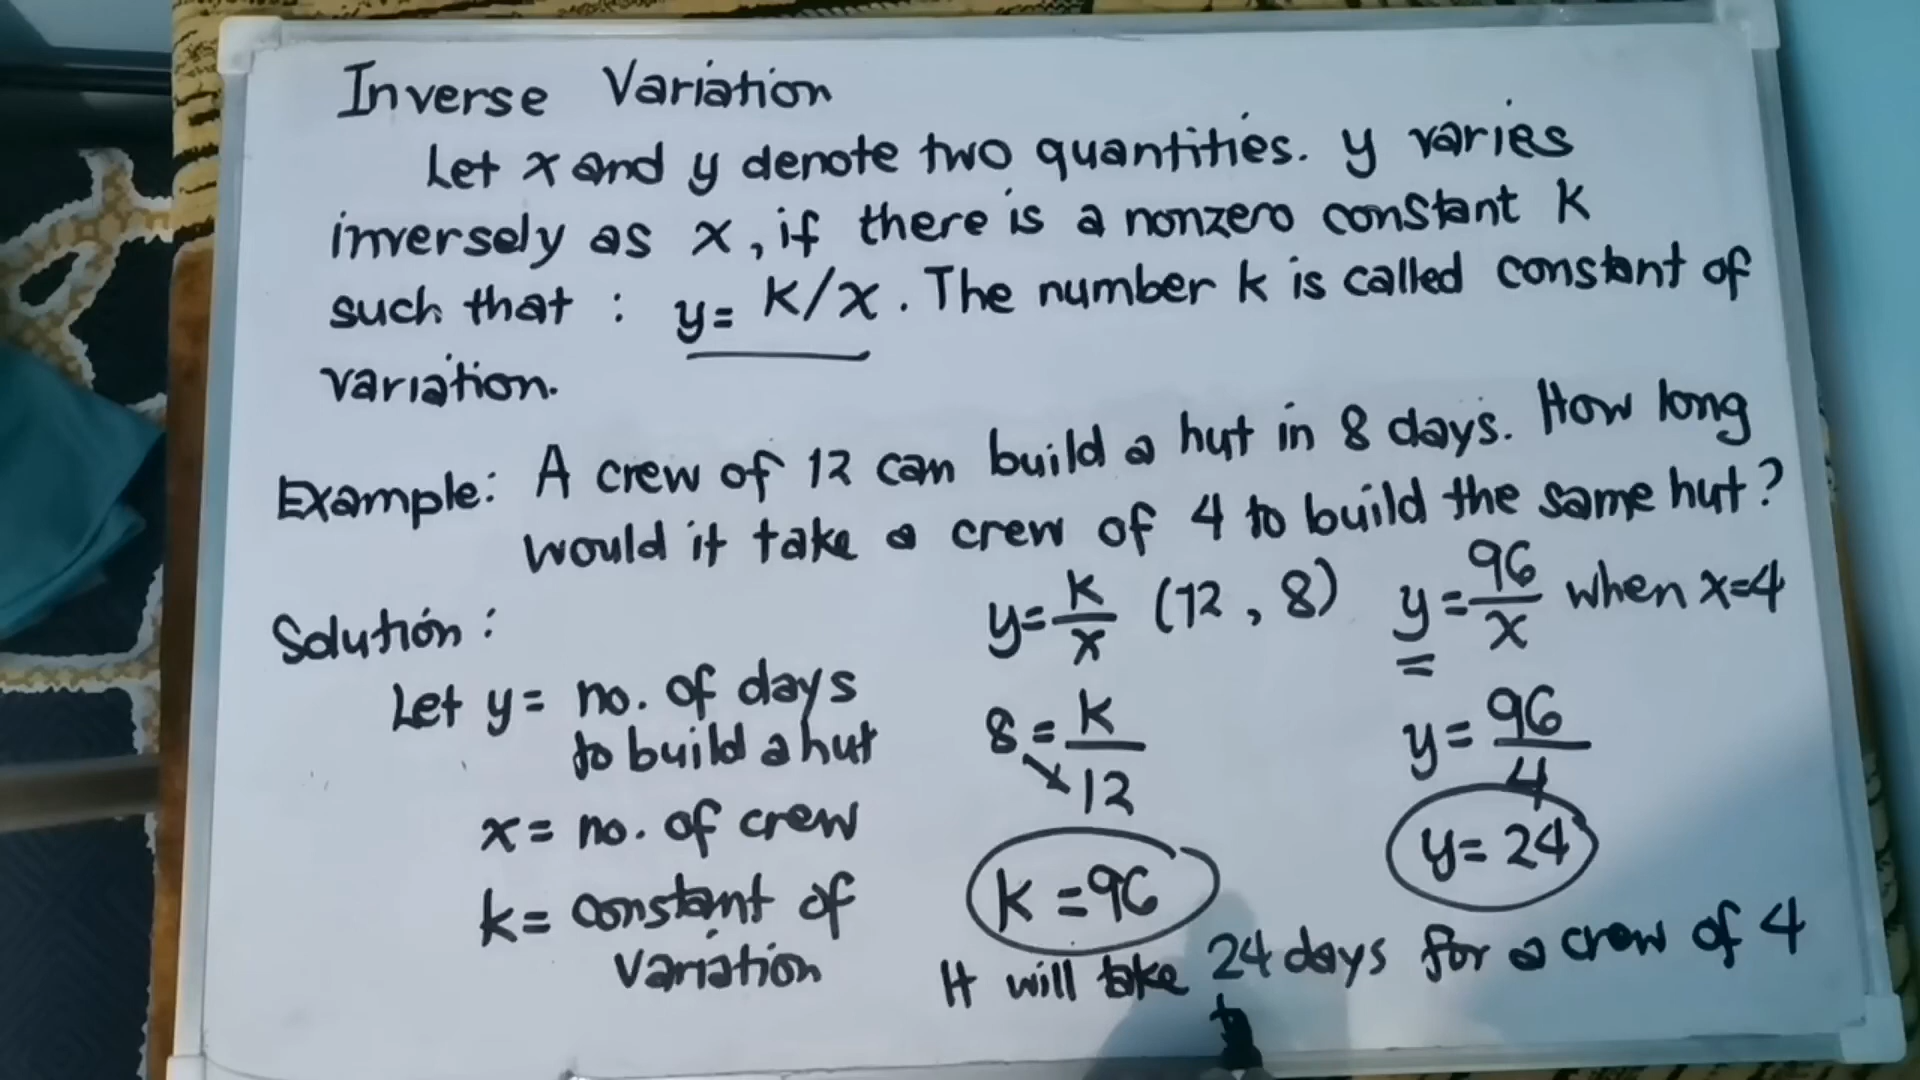 Inverse Variation
Let x and y denote two quantities. y varies
inversely as x, if there is a nonzero constant k
such that : y = k/x. The number k is called constant of
variation.
Example: A crew of 12 can build a hut in 8 days. How long
would it take a crew of 4 to build the same hut?
Solution:
Let y = no. of days
to build a hut
x = no. of crew
k = constant of
variation
y = k/x (12, 8)
8 = k/12
k = 96
y = 96/x when x=4
y = 96/4
y = 24
It will take 24 days for a crew of 4
t